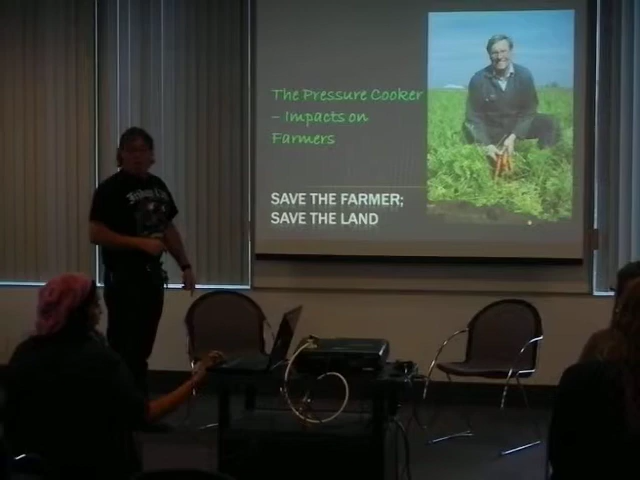 The Pressure Cooker
– Impacts on
Farmers
SAVE THE FARMER;
SAVE THE LAND